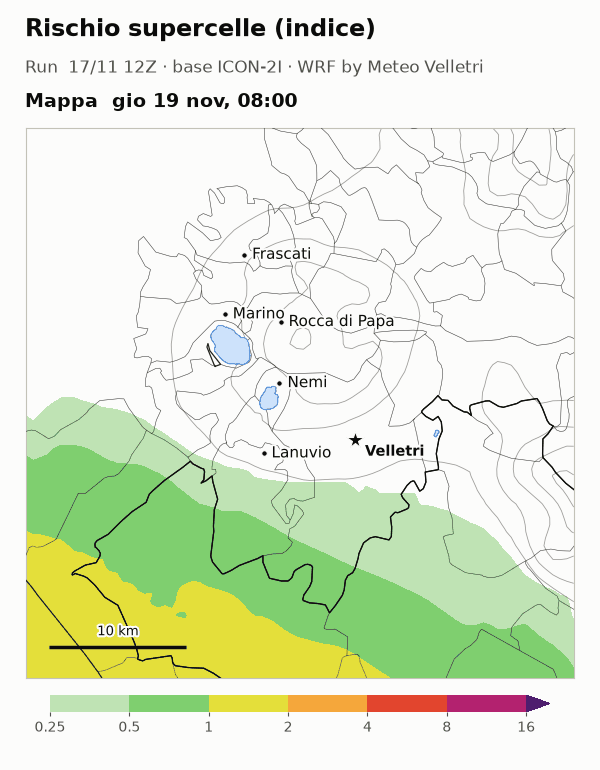 Rischio supercelle (indice)
Run 17/11 12Z · base ICON-2I · WRF by Meteo Velletri
Mappa gio 19 nov, 08:00
Frascati
Marino
Rocca di Papa
Nemi
Velletri
Lanuvio
10 km
0.25 0.5 1 2 4 8 16